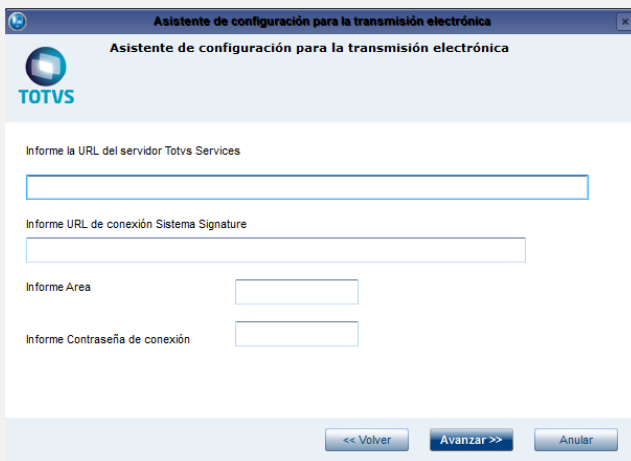 Asistente de configuración para la transmisión electrónica
Asistente de configuración para la transmisión electrónica
TOTVS
Informe la URL del servidor Totvs Services
Informe URL de conexión Sistema Signature
Informe Area
Informe Contraseña de conexión
<< Volver Avanzar >> Anular